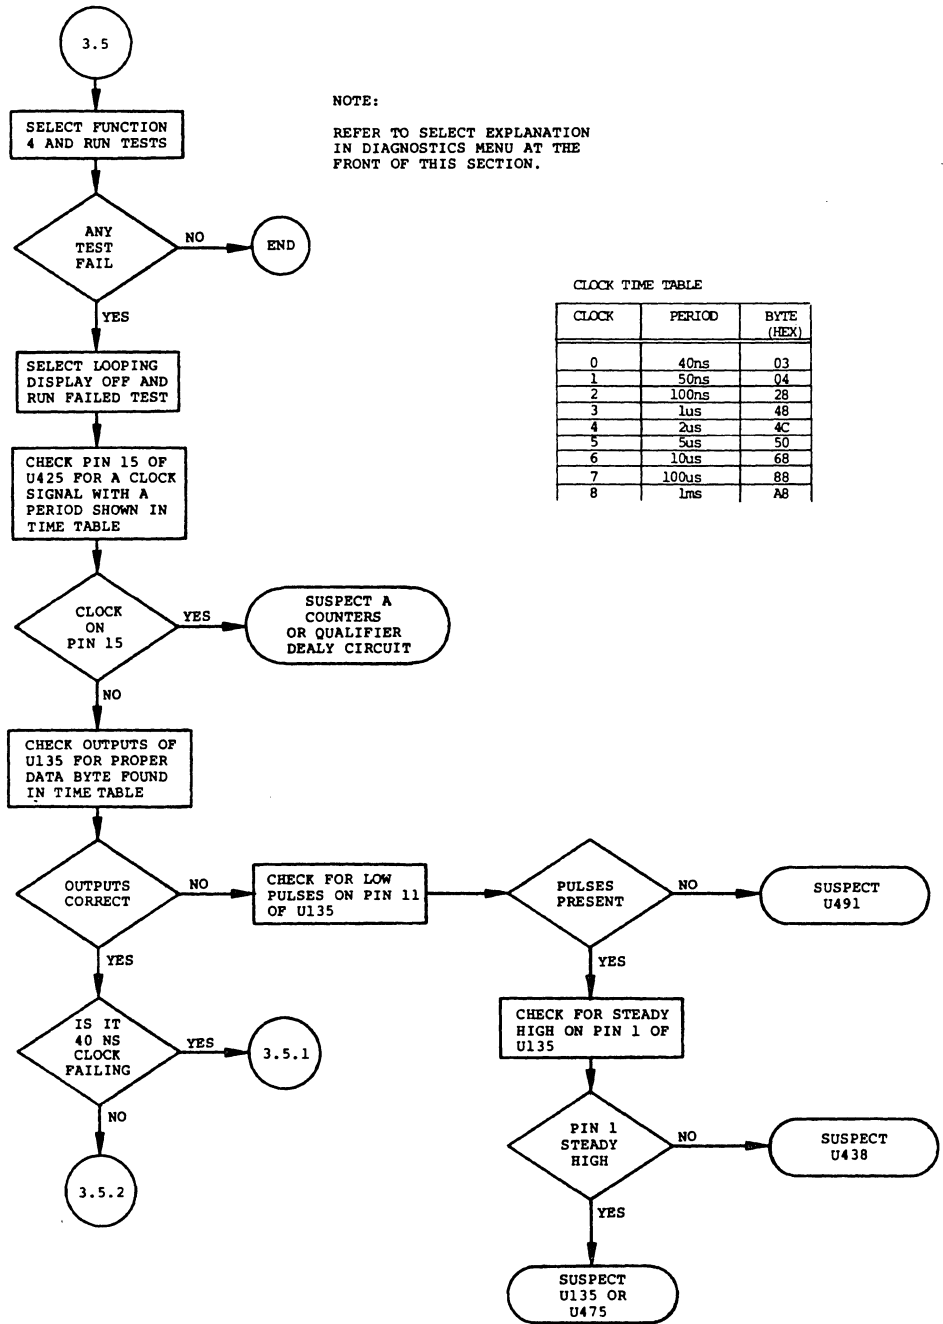 3.5
SELECT FUNCTION
4 AND RUN TESTS
NOTE:
REFER TO SELECT EXPLANATION
IN DIAGNOSTICS MENU AT THE
FRONT OF THIS SECTION.
ANY
TEST
FAIL
NO
END
YES
CLOCK TIME TABLE
CLOCK PERIOD BYTE
(HEX)
0 40ns 03
1 50ns 04
2 100ns 28
3 1us 48
4 2us 4C
5 5us 50
6 10us 68
7 100us 88
8 1ms A8
SELECT LOOPING
DISPLAY OFF AND
RUN FAILED TEST
CHECK PIN 15 OF
U425 FOR A CLOCK
SIGNAL WITH A
PERIOD SHOWN IN
TIME TABLE
CLOCK
ON
PIN 15
YES
SUSPECT A
COUNTERS
OR QUALIFIER
DEALY CIRCUIT
NO
CHECK OUTPUTS OF
U135 FOR PROPER
DATA BYTE FOUND
IN TIME TABLE
OUTPUTS
CORRECT
NO
CHECK FOR LOW
PULSES ON PIN 11
OF U135
PULSES
PRESENT
NO
SUSPECT
U491
YES
YES
IS IT
40 NS
CLOCK
FAILING
YES
3.5.1
CHECK FOR STEADY
HIGH ON PIN 1 OF
U135
NO
3.5.2
PIN 1
STEADY
HIGH
NO
SUSPECT
U438
YES
SUSPECT
U135 OR
U475